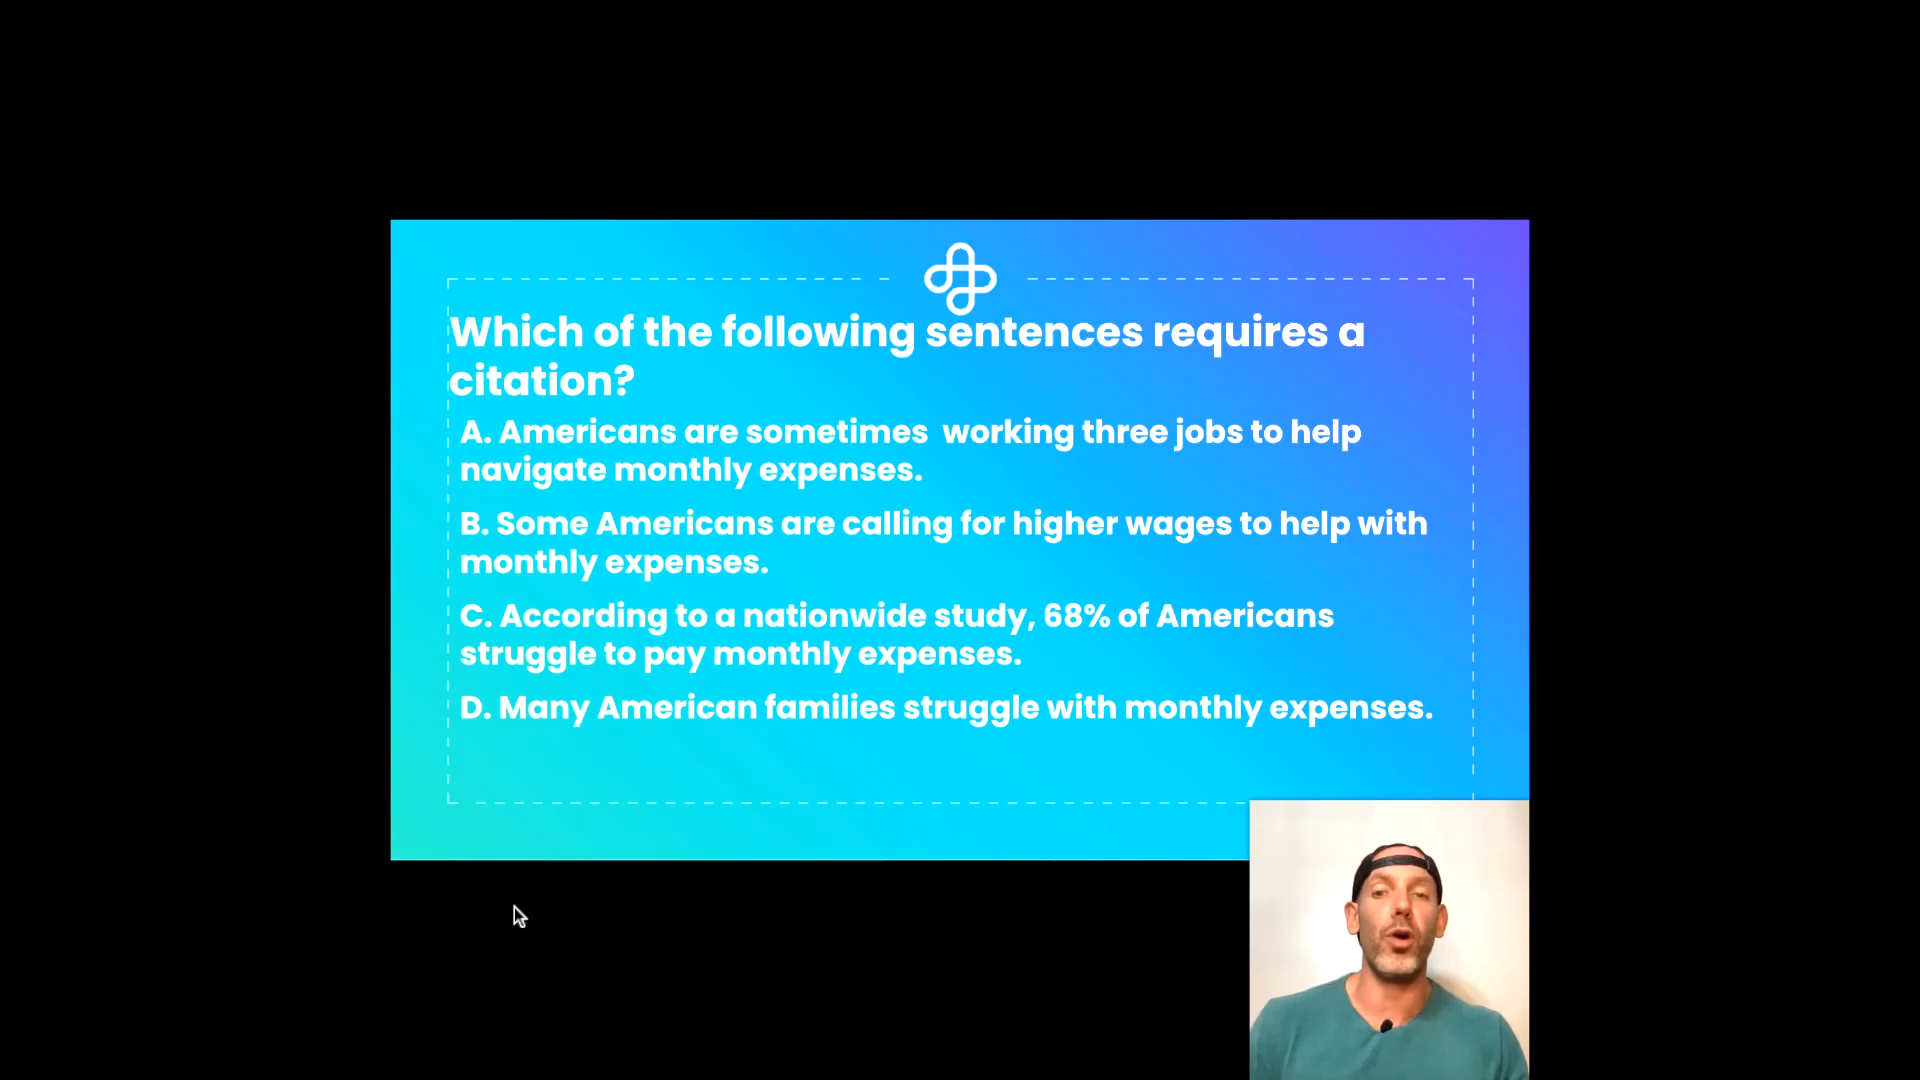 Which of the following sentences requires a
citation?
A. Americans are sometimes  working three jobs to help
navigate monthly expenses.
B. Some Americans are calling for higher wages to help with
monthly expenses.
C. According to a nationwide study, 68% of Americans
struggle to pay monthly expenses.
D. Many American families struggle with monthly expenses.